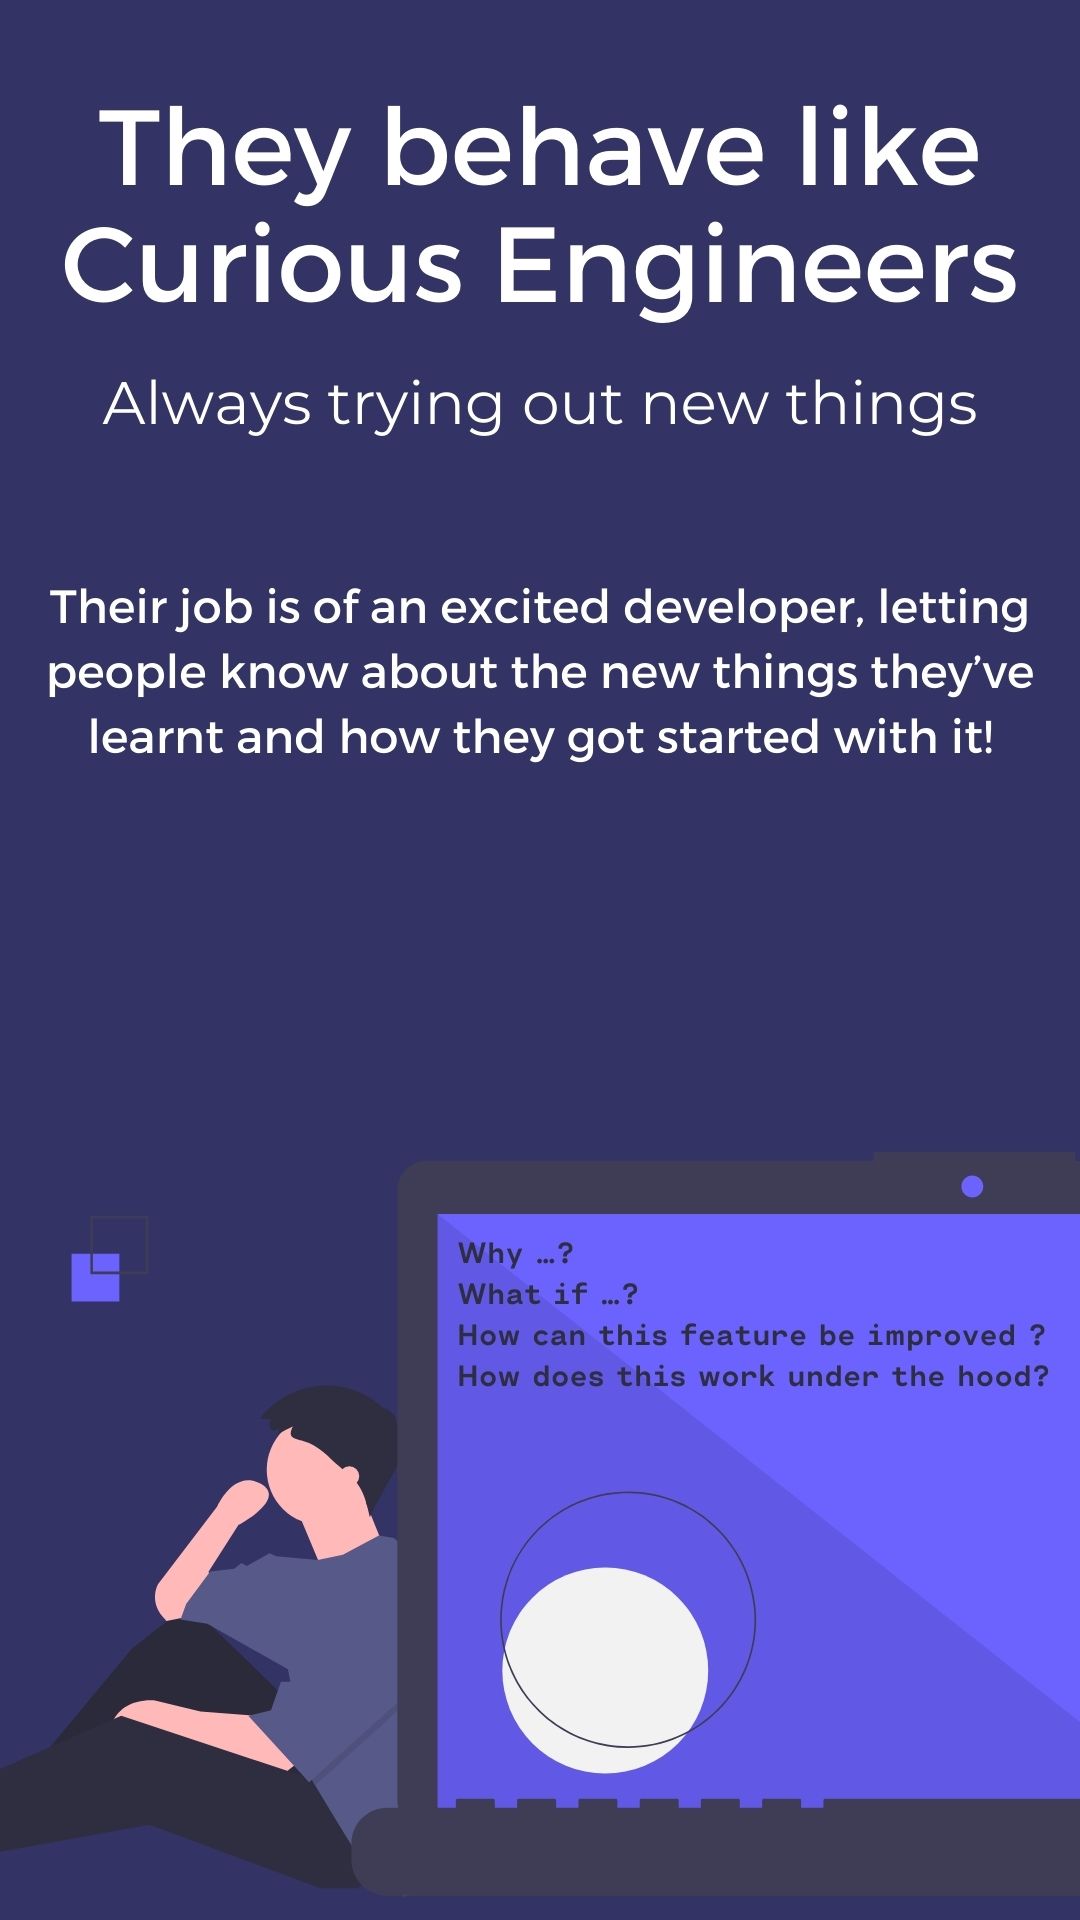 They behave like
Curious Engineers
Always trying out new things
Their job is of an excited developer, letting
people know about the new things they’ve
learnt and how they got started with it!
Why …?
What if …?
How can this feature be improved ?
How does this work under the hood?